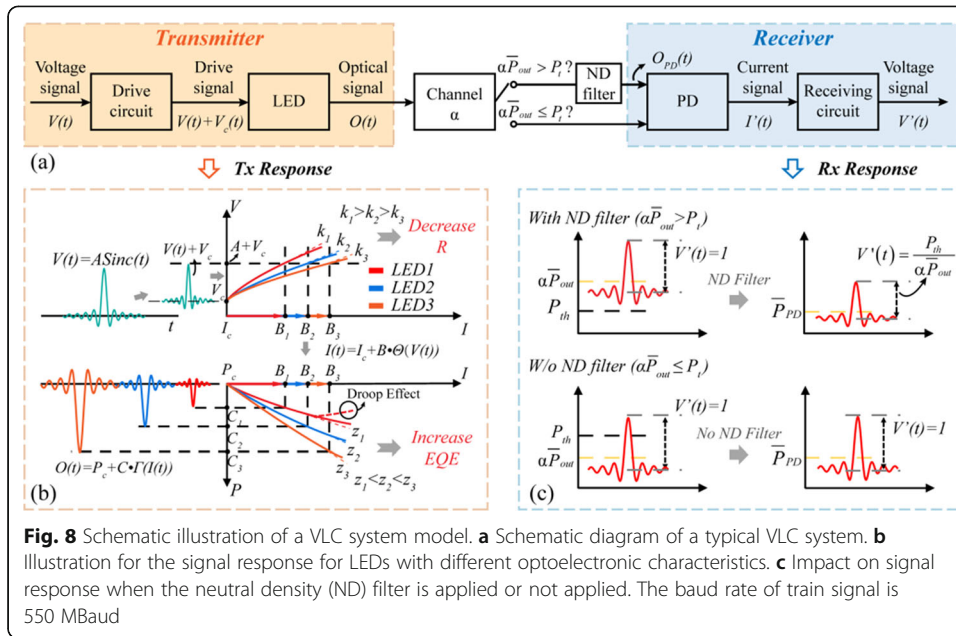 Transmitter
Receiver
Voltage signal
V(t)
Drive circuit
Drive signal
V(t)+V_c(t)
LED
Optical signal
O(t)
Channel α
αP̅_out > P_t ?
αP̅_out ≤ P_t ?
ND filter
O_PD(t)
PD
Current signal
I'(t)
Receiving circuit
Voltage signal
V'(t)
(a)
Tx Response
Rx Response
V
k_1>k_2>k_3
Decrease R
V(t)=ASinc(t)
V(t)+V_c
A+V_c
V_c
k_1
k_2
k_3
LED1
LED2
LED3
t
I_c
B_1
B_2
B_3
I
I(t)=I_c+B•Θ(V(t))
P_c
B_1
B_2
B_3
I
Droop Effect
C_1
C_2
C_3
z_1
z_2
z_3
O(t)=P_c+C•Γ(I(t))
P
z_1<z_2<z_3
Increase EQE
(b)
With ND filter (αP̅_out>P_t)
αP̅_out
P_th
V'(t)=1
ND Filter
V'(t)=P_th/αP̅_out
P̅_PD
W/o ND filter (αP̅_out≤P_t)
P_th
αP̅_out
V'(t)=1
No ND Filter
P̅_PD
V'(t)=1
(c)
Fig. 8 Schematic illustration of a VLC system model. a Schematic diagram of a typical VLC system. b
Illustration for the signal response for LEDs with different optoelectronic characteristics. c Impact on signal
response when the neutral density (ND) filter is applied or not applied. The baud rate of train signal is
550 MBaud